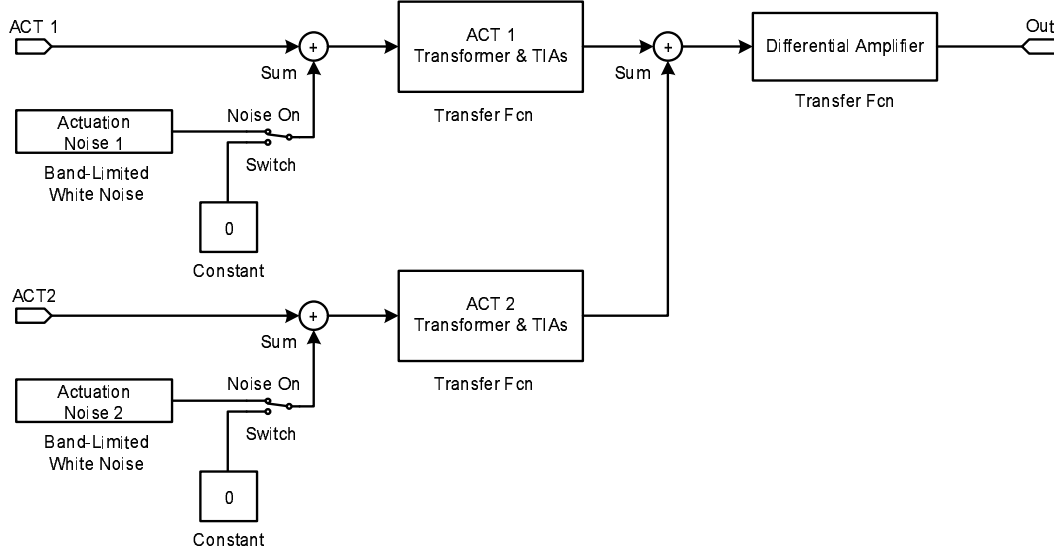 ACT 1
+
Sum
ACT 1
Transformer & TIAs
Transfer Fcn
+
Sum
Differential Amplifier
Transfer Fcn
Out
Actuation
Noise 1
Band-Limited
White Noise
Noise On
Switch
0
Constant
ACT2
+
Sum
ACT 2
Transformer & TIAs
Transfer Fcn
Actuation
Noise 2
Band-Limited
White Noise
Noise On
Switch
0
Constant